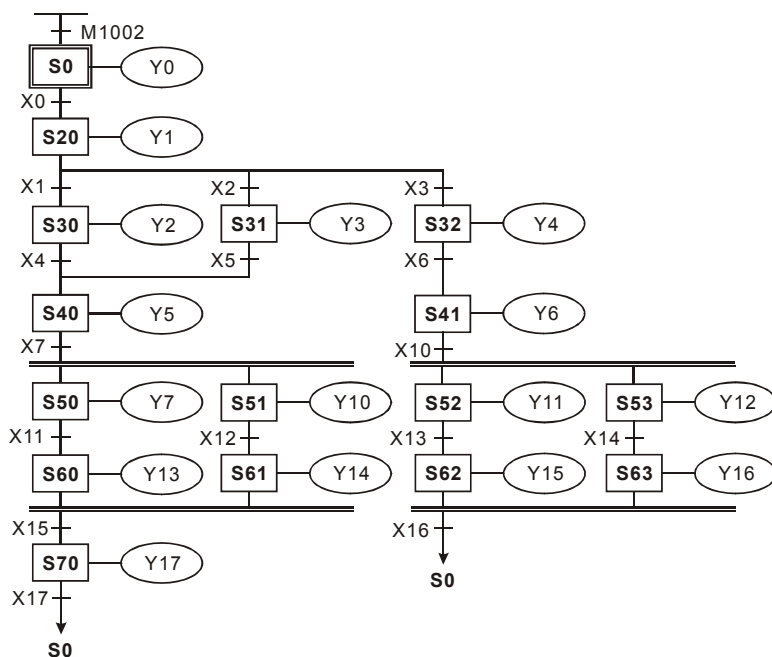 M1002
S0 Y0
X0
S20 Y1
X1 X2 X3
S30 Y2 S31 Y3 S32 Y4
X4 X5 X6
S40 Y5 S41 Y6
X7 X10
S50 Y7 S51 Y10 S52 Y11 S53 Y12
X11 X12 X13 X14
S60 Y13 S61 Y14 S62 Y15 S63 Y16
X15 X16
S70 Y17 S0
X17
S0